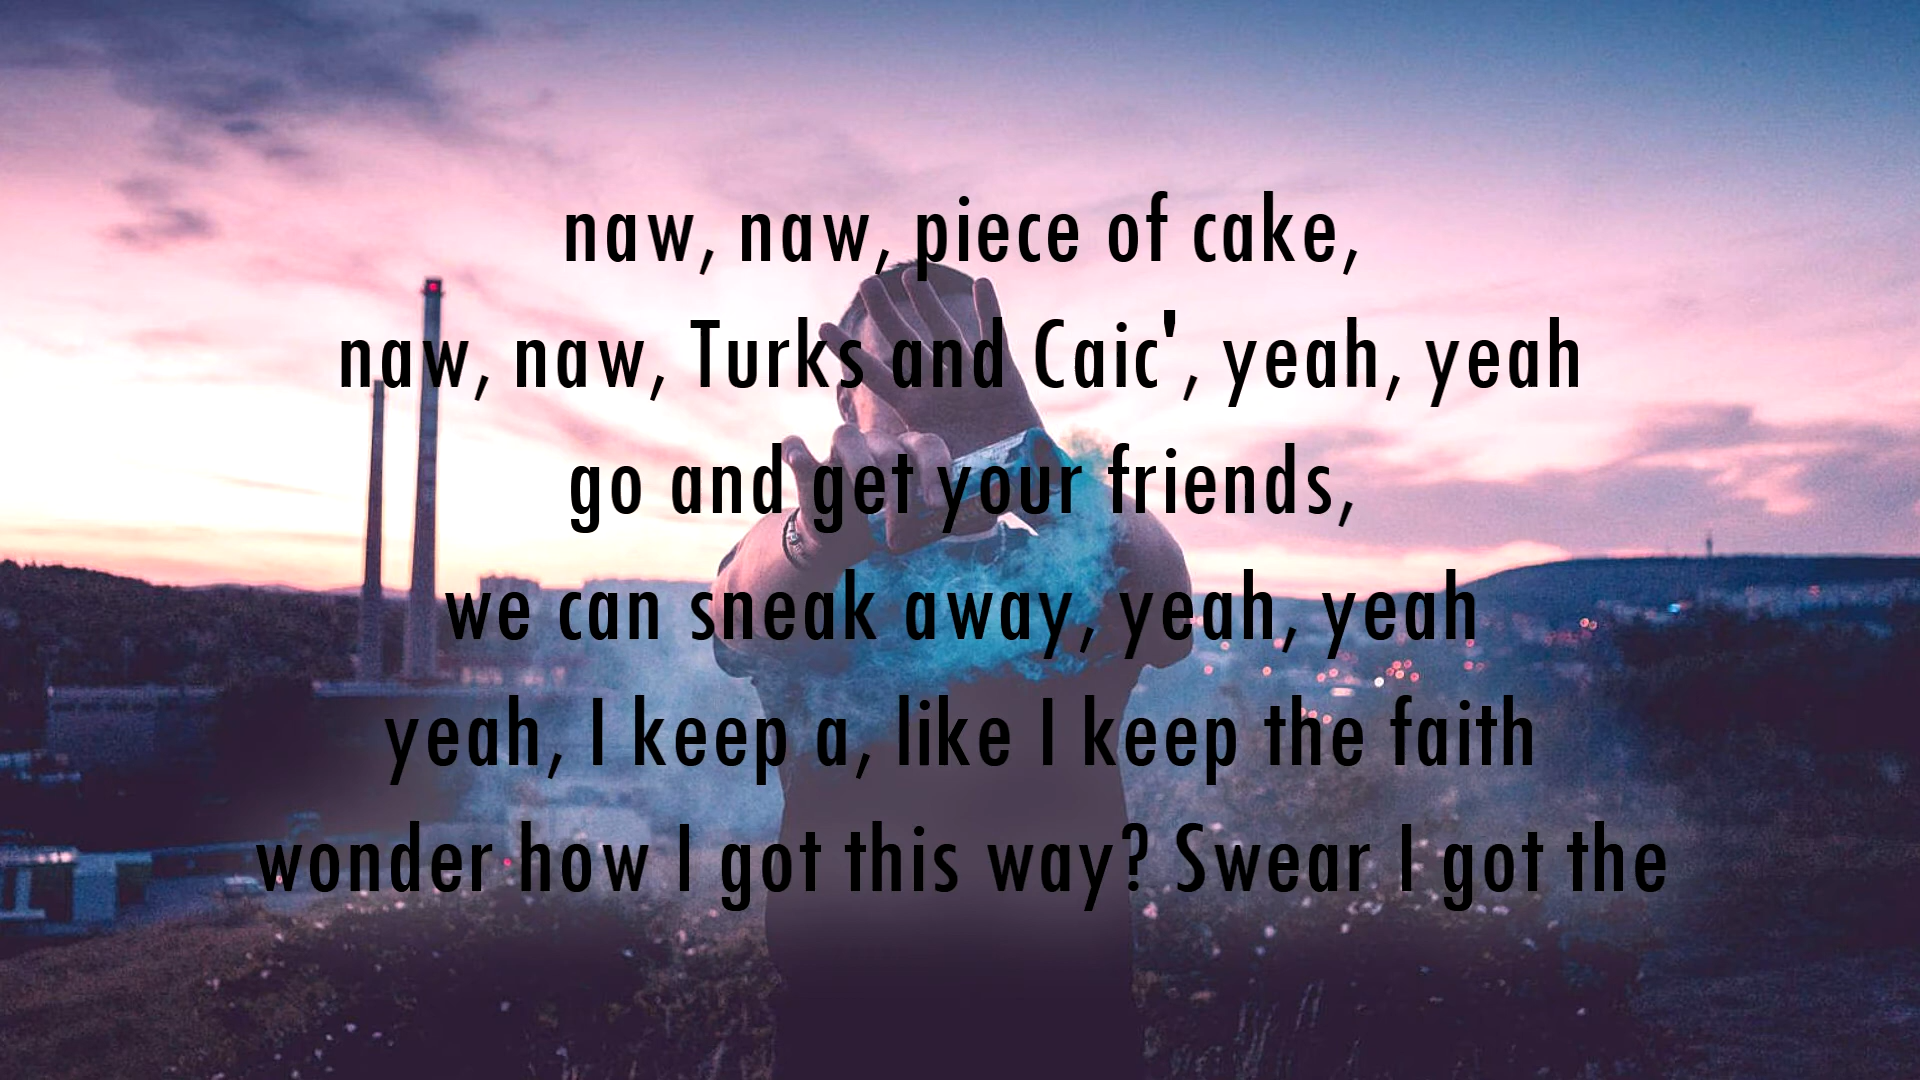 naw, naw, piece of cake,
naw, naw, Turks and Caic', yeah, yeah
go and get your friends,
we can sneak away, yeah, yeah
yeah, I keep a, like I keep the faith
wonder how I got this way? Swear I got the